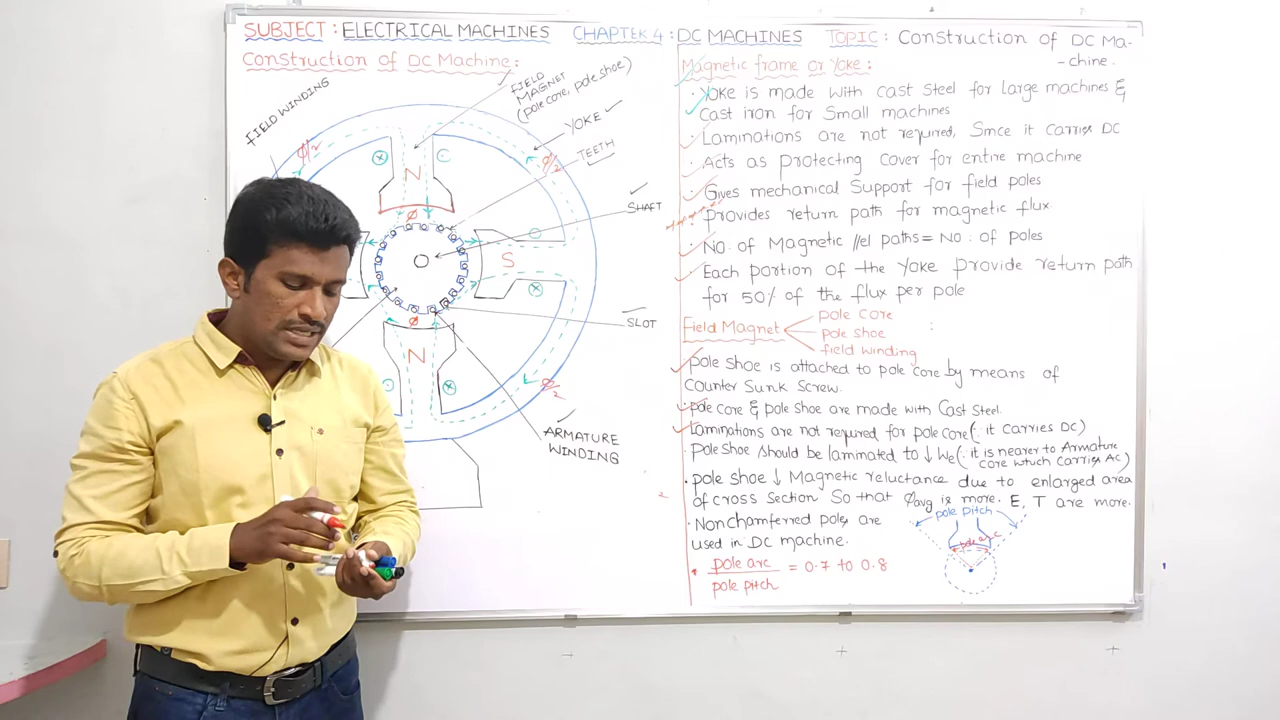 SUBJECT : ELECTRICAL MACHINES CHAPTER 4 : DC MACHINES TOPIC : Construction of DC Ma-
-chine.
Construction of DC Machine :
FIELD WINDING
FIELD
MAGNET
(pole core, pole shoe)
YOKE
TEETH
SHAFT
SLOT
ARMATURE
WINDING
ϕ/2
ϕ/2
ϕ/2
N
ϕ
S
ϕ
N
Magnetic frame or Yoke :
· Yoke is made with cast steel for large machines &
cast iron for Small machines
· Laminations are not required, Since it carries DC
· Acts as protecting cover for entire machine
· Gives mechanical Support for field poles
· Provides return path for magnetic flux
· No. of Magnetic //el paths = No. of poles
· Each portion of the Yoke provide return path
for 50% of the flux per pole
Field Magnet
pole core
pole shoe
field winding
· Pole Shoe is attached to pole core by means of
Counter Sunk Screw.
· pole core & pole shoe are made with Cast Steel.
· Laminations are not required for pole core (∵ it carries DC)
· Pole Shoe should be laminated to ↓ We (∵ it is nearer to Armature
core which carries AC)
· pole shoe ↓ Magnetic reluctance due to enlarged area
of cross section So that ϕavg is more. E, T are more.
· Non chamferred poles are
used in DC machine.
· pole arc
pole pitch
= 0.7 to 0.8
pole pitch
pole arc